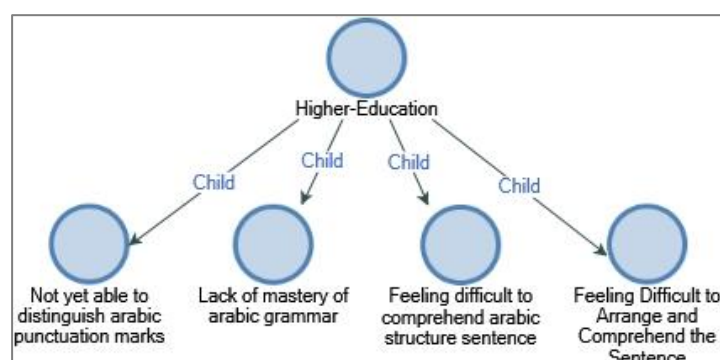 Higher-Education
Child
Child
Child
Child
Not yet able to
distinguish arabic
punctuation marks
Lack of mastery of
arabic grammar
Feeling difficult to
comprehend arabic
structure sentence
Feeling Difficult to
Arrange and
Comprehend the
Sentence